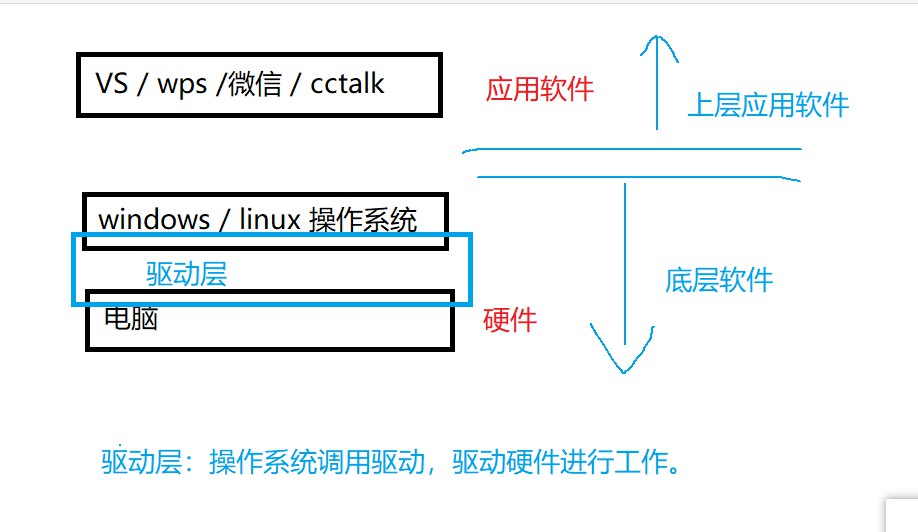 VS / wps /微信 / cctalk
应用软件
上层应用软件
windows / linux 操作系统
驱动层
底层软件
电脑
硬件
驱动层：操作系统调用驱动，驱动硬件进行工作。